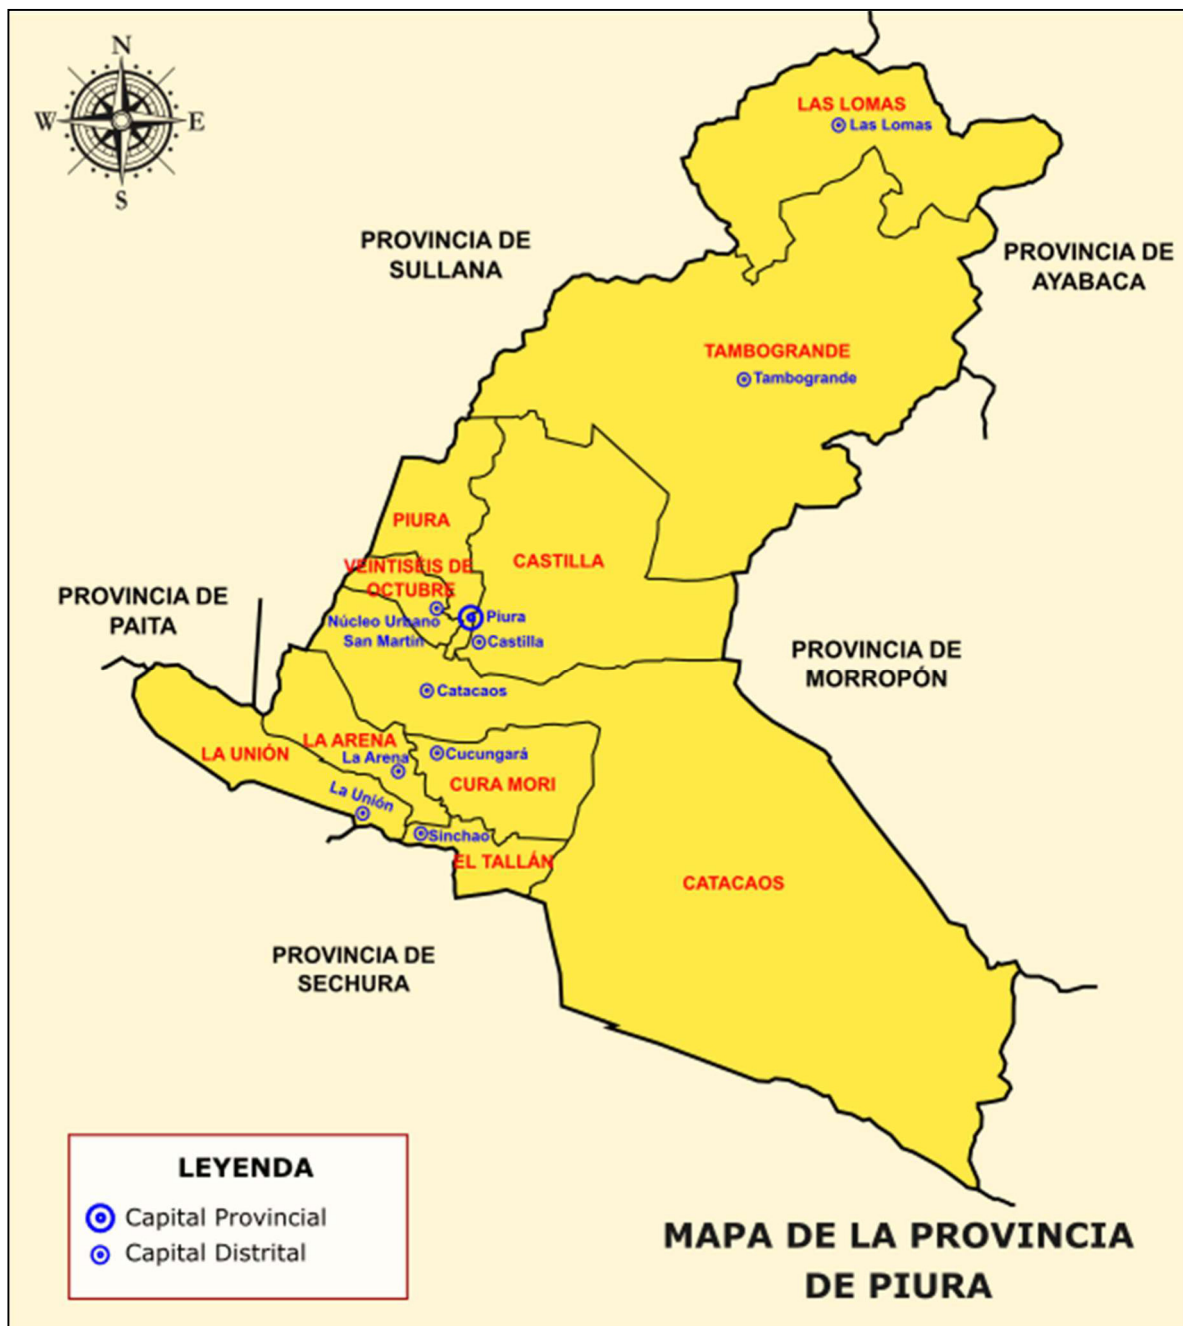 N
W
E
S
LAS LOMAS
Las Lomas
PROVINCIA DE
SULLANA
PROVINCIA DE
AYABACA
TAMBOGRANDE
Tambogrande
PIURA
CASTILLA
VEINTISÉIS DE
OCTUBRE
PROVINCIA DE
PAITA
Núcleo Urbano
San Martín
Piura
Castilla
PROVINCIA DE
MORROPÓN
Catacaos
LA UNIÓN
LA ARENA
La Arena
Cucungará
CURA MORI
La Unión
Sinchao
EL TALLÁN
CATACAOS
PROVINCIA DE
SECHURA
LEYENDA
Capital Provincial
Capital Distrital
MAPA DE LA PROVINCIA
DE PIURA